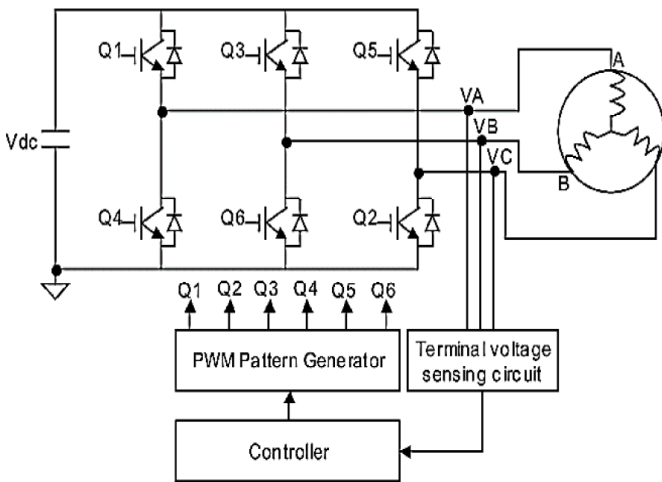 Q1
Q3
Q5
VA
A
VB
Vdc
VC
B
Q4
Q6
Q2
Q1 Q2 Q3 Q4 Q5 Q6
PWM Pattern Generator
Terminal voltage
sensing circuit
Controller